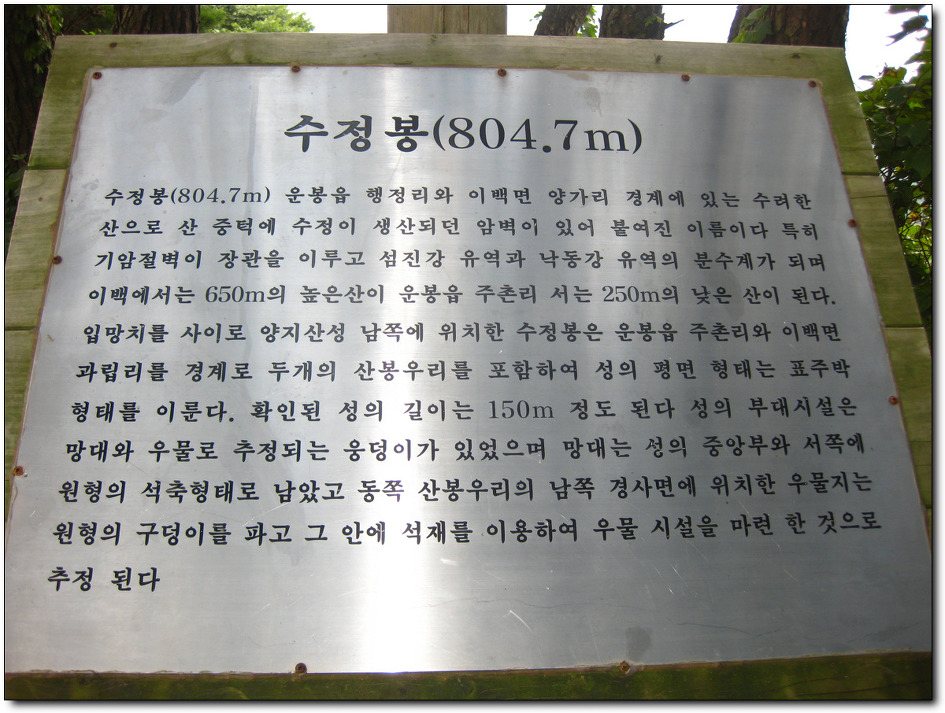 수정봉(804.7m)
수정봉(804.7m) 운봉읍 행정리와 이백면 양가리 경계에 있는 수려한
산으로 산 중턱에 수정이 생산되던 암벽이 있어 붙여진 이름이다 특히
기암절벽이 장관을 이루고 섬진강 유역과 낙동강 유역의 분수계가 되며
이백에서는 650m의 높은산이 운봉읍 주촌리 서는 250m의 낮은 산이 된다.
입망치를 사이로 양지산성 남쪽에 위치한 수정봉은 운봉읍 주촌리와 이백면
과립리를 경계로 두개의 산봉우리를 포함하여 성의 평면 형태는 표주박
형태를 이룬다. 확인된 성의 길이는 150m 정도 된다 성의 부대시설은
망대와 우물로 추정되는 웅덩이가 있었으며 망대는 성의 중앙부와 서쪽에
원형의 석축형태로 남았고 동쪽 산봉우리의 남쪽 경사면에 위치한 우물지는
원형의 구덩이를 파고 그 안에 석재를 이용하여 우물 시설을 마련 한 것으로
추정 된다